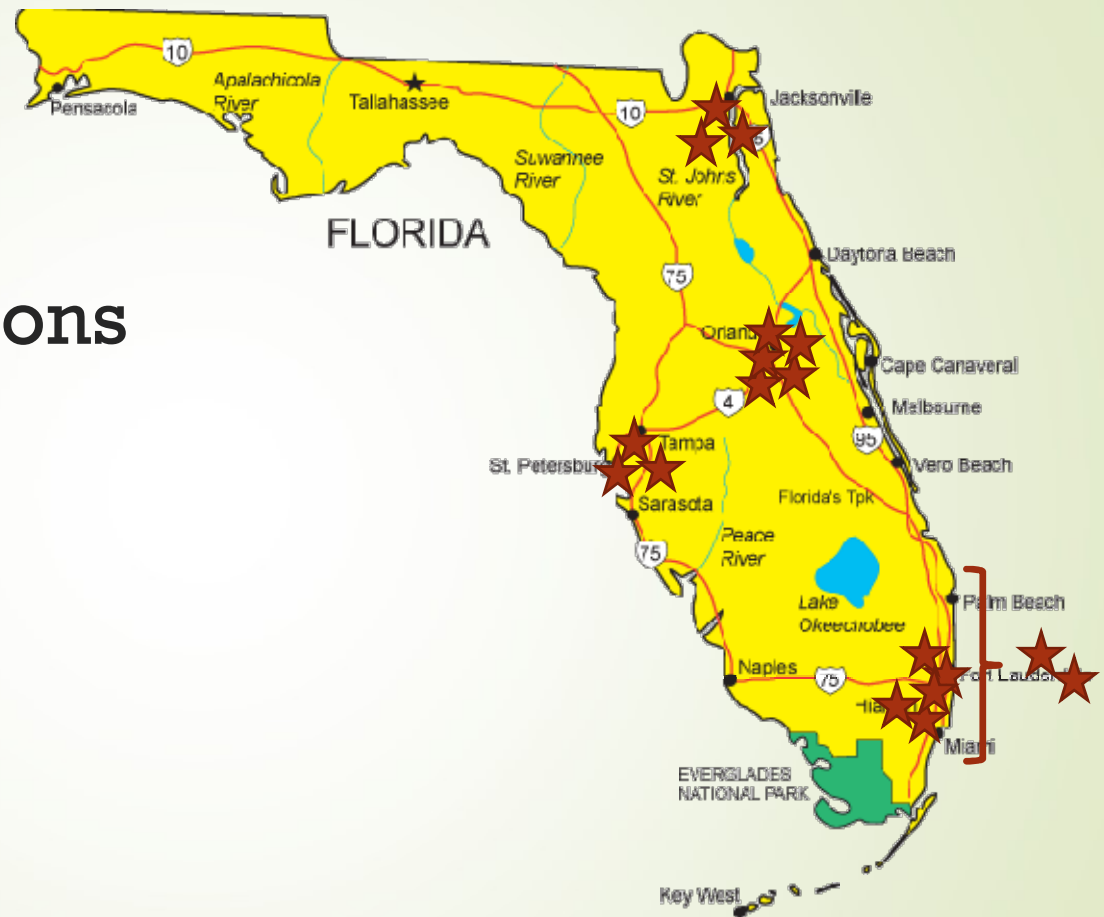 10
Pensacola
Apalachicola
River
Tallahassee
10
Jacksonville
Suwannee
River
St. Johns
River
FLORIDA
75
Daytona Beach
ons
Cape Canaveral
4
Melbourne
95
Tampa
St. Petersburg
Vero Beach
Sarasota
Florida's Tpk
75
Peace
River
Lake
Okeechobee
Palm Beach
Naples
75
Miami
EVERGLADES
NATIONAL PARK
Key West